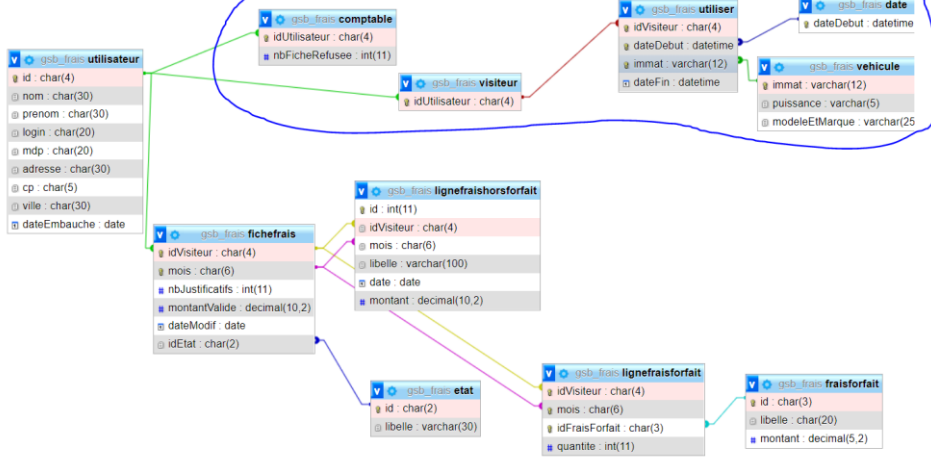 gsb_frais comptable
idUtilisateur : char(4)
nbFicheRefusee : int(11)
gsb_frais utiliser
idVisiteur : char(4)
dateDebut : datetime
immat : varchar(12)
dateFin : datetime
gsb_frais date
dateDebut : datetime
gsb_frais utilisateur
id : char(4)
nom : char(30)
prenom : char(30)
login : char(20)
mdp : char(20)
adresse : char(30)
cp : char(5)
ville : char(30)
dateEmbauche : date
gsb_frais visiteur
idUtilisateur : char(4)
gsb_frais vehicule
immat : varchar(12)
puissance : varchar(5)
modeleEtMarque : varchar(25
gsb_frais fichefrais
idVisiteur : char(4)
mois : char(6)
nbJustificatifs : int(11)
montantValide : decimal(10,2)
dateModif : date
idEtat : char(2)
gsb_frais lignefraishorsforfait
id : int(11)
idVisiteur : char(4)
mois : char(6)
libelle : varchar(100)
date : date
montant : decimal(10,2)
gsb_frais etat
id : char(2)
libelle : varchar(30)
gsb_frais lignefraisforfait
idVisiteur : char(4)
mois : char(6)
idFraisForfait : char(3)
quantite : int(11)
gsb_frais fraisforfait
id : char(3)
libelle : char(20)
montant : decimal(5,2)